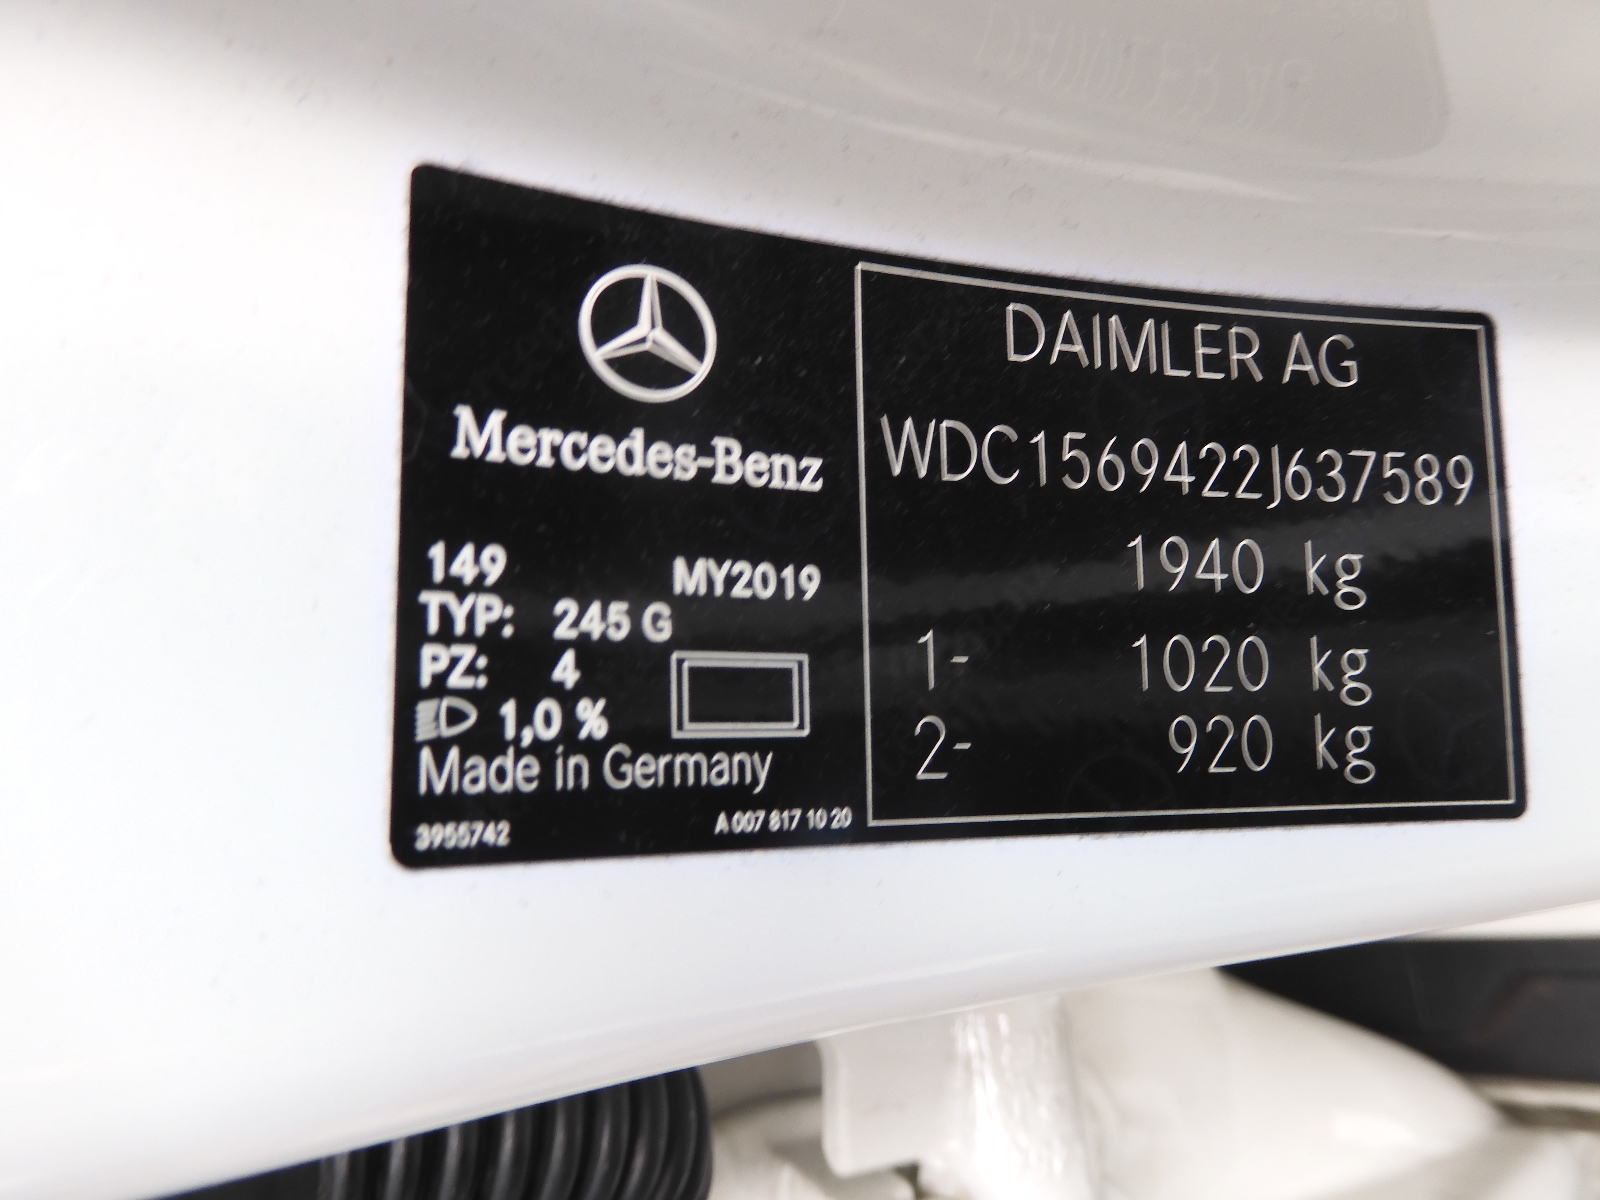 Mercedes-Benz
149 MY2019
TYP: 245 G
PZ: 4
1,0 %
Made in Germany
3955742 A 007 817 10 20
DAIMLER AG
WDC1569422J637589
1940 kg
1- 1020 kg
2- 920 kg